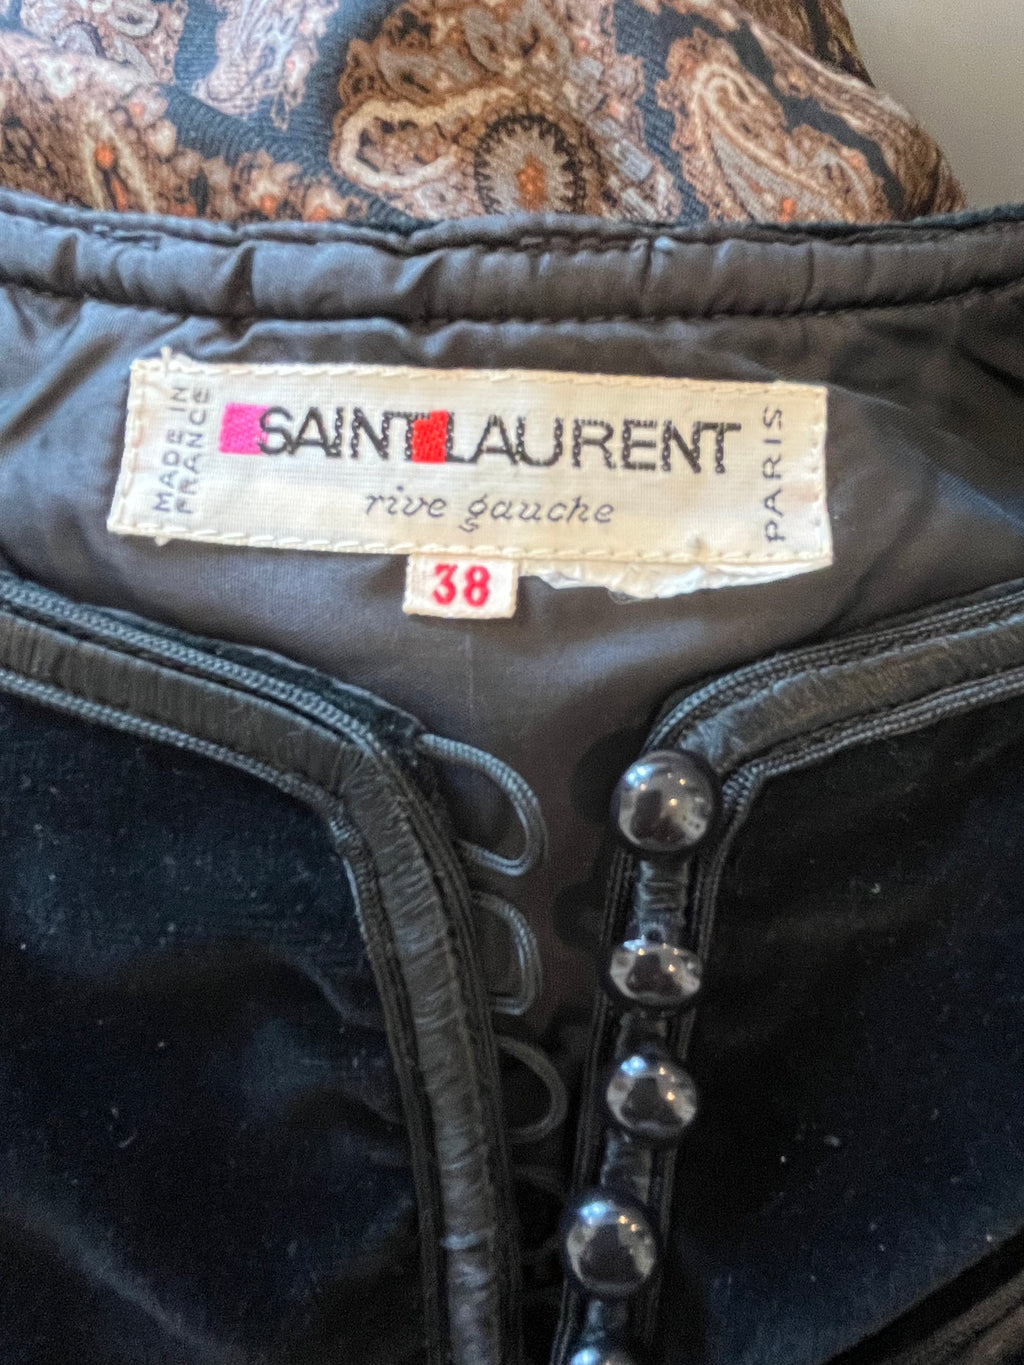 MADE IN
FRANCE
SAINT LAURENT
rive gauche
PARIS
38